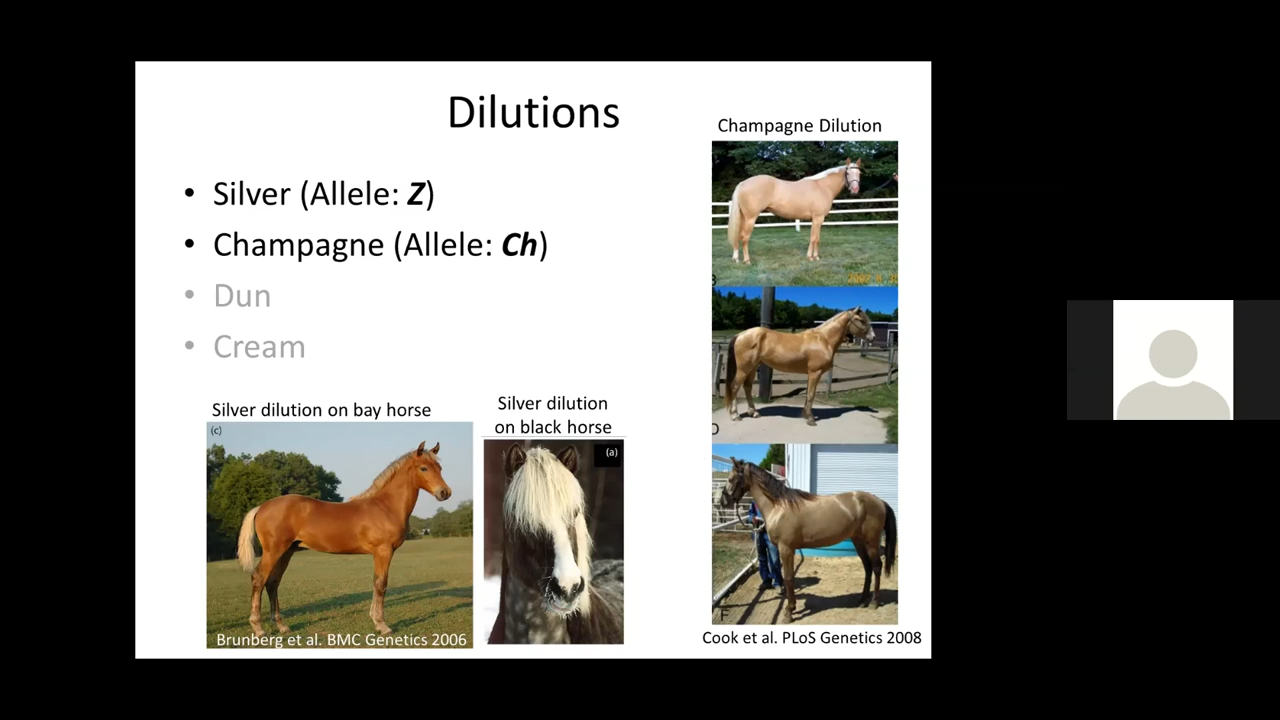 Dilutions
• Silver (Allele: Z)
• Champagne (Allele: Ch)
• Dun
• Cream
Silver dilution on bay horse
(c)
Brunberg et al. BMC Genetics 2006
Silver dilution
on black horse
(a)
Champagne Dilution
B
D
F
Cook et al. PLoS Genetics 2008